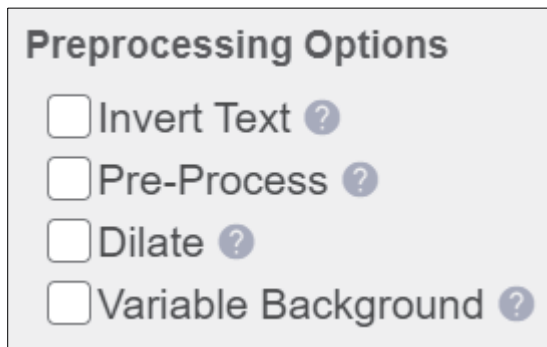 Preprocessing Options
Invert Text ?
Pre-Process ?
Dilate ?
Variable Background ?